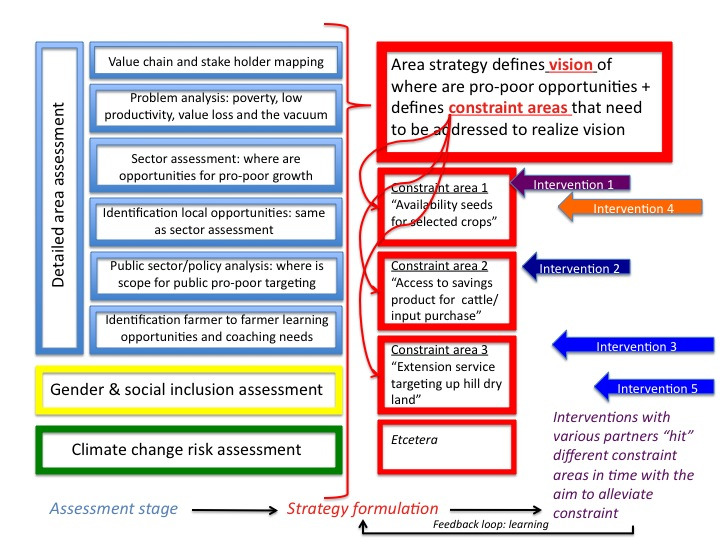 Detailed area assessment
Value chain and stake holder mapping
Problem analysis: poverty, low
productivity, value loss and the vacuum
Sector assessment: where are
opportunities for pro-poor growth
Identification local opportunities: same
as sector assessment
Public sector/policy analysis: where is
scope for public pro-poor targeting
Identification farmer to farmer learning
opportunities and coaching needs
Gender & social inclusion assessment
Climate change risk assessment
Area strategy defines vision of
where are pro-poor opportunities +
defines constraint areas that need
to be addressed to realize vision
Constraint area 1
“Availability seeds
for selected crops”
Constraint area 2
“Access to savings
product for cattle/
input purchase”
Constraint area 3
“Extension service
targeting up hill dry
land”
Etcetera
Intervention 1
Intervention 4
Intervention 2
Intervention 3
Intervention 5
Interventions with
various partners “hit”
different constraint
areas in time with the
aim to alleviate
constraint
Assessment stage
Strategy formulation
Feedback loop: learning